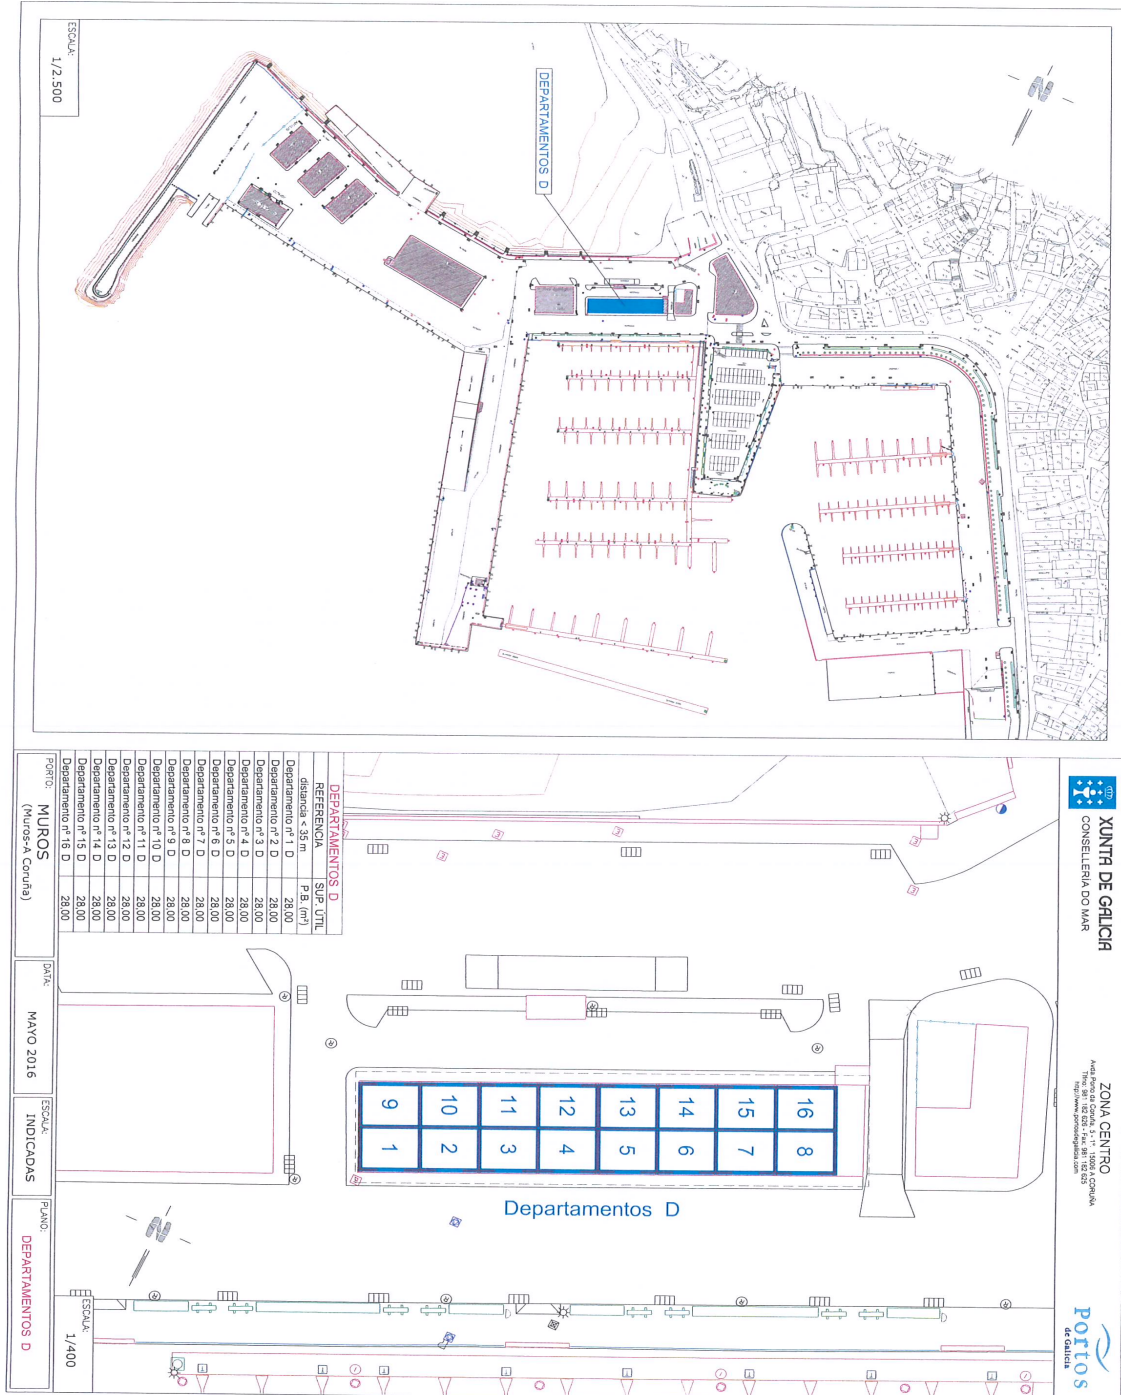 ESCALA:
1/2.500
DEPARTAMENTOS D
XUNTA DE GALICIA
CONSELLERÍA DO MAR
ZONA CENTRO
Portos
de Galicia
DEPARTAMENTOS D
REFERENCIA SUP. ÚTIL
distancia < 35 m P.B. (m²)
Departamento nº 1 D 28,00
Departamento nº 2 D 28,00
Departamento nº 3 D 28,00
Departamento nº 4 D 28,00
Departamento nº 5 D 28,00
Departamento nº 6 D 28,00
Departamento nº 7 D 28,00
Departamento nº 8 D 28,00
Departamento nº 9 D 28,00
Departamento nº 10 D 28,00
Departamento nº 11 D 28,00
Departamento nº 12 D 28,00
Departamento nº 13 D 28,00
Departamento nº 14 D 28,00
Departamento nº 15 D 28,00
Departamento nº 16 D 28,00
9 10 11 12 13 14 15 16
1 2 3 4 5 6 7 8
Departamentos D
ESCALA:
1/400
PORTO:
MUROS
(Muros-A Coruña)
DATA:
MAYO 2016
ESCALA:
INDICADAS
PLANO:
DEPARTAMENTOS D